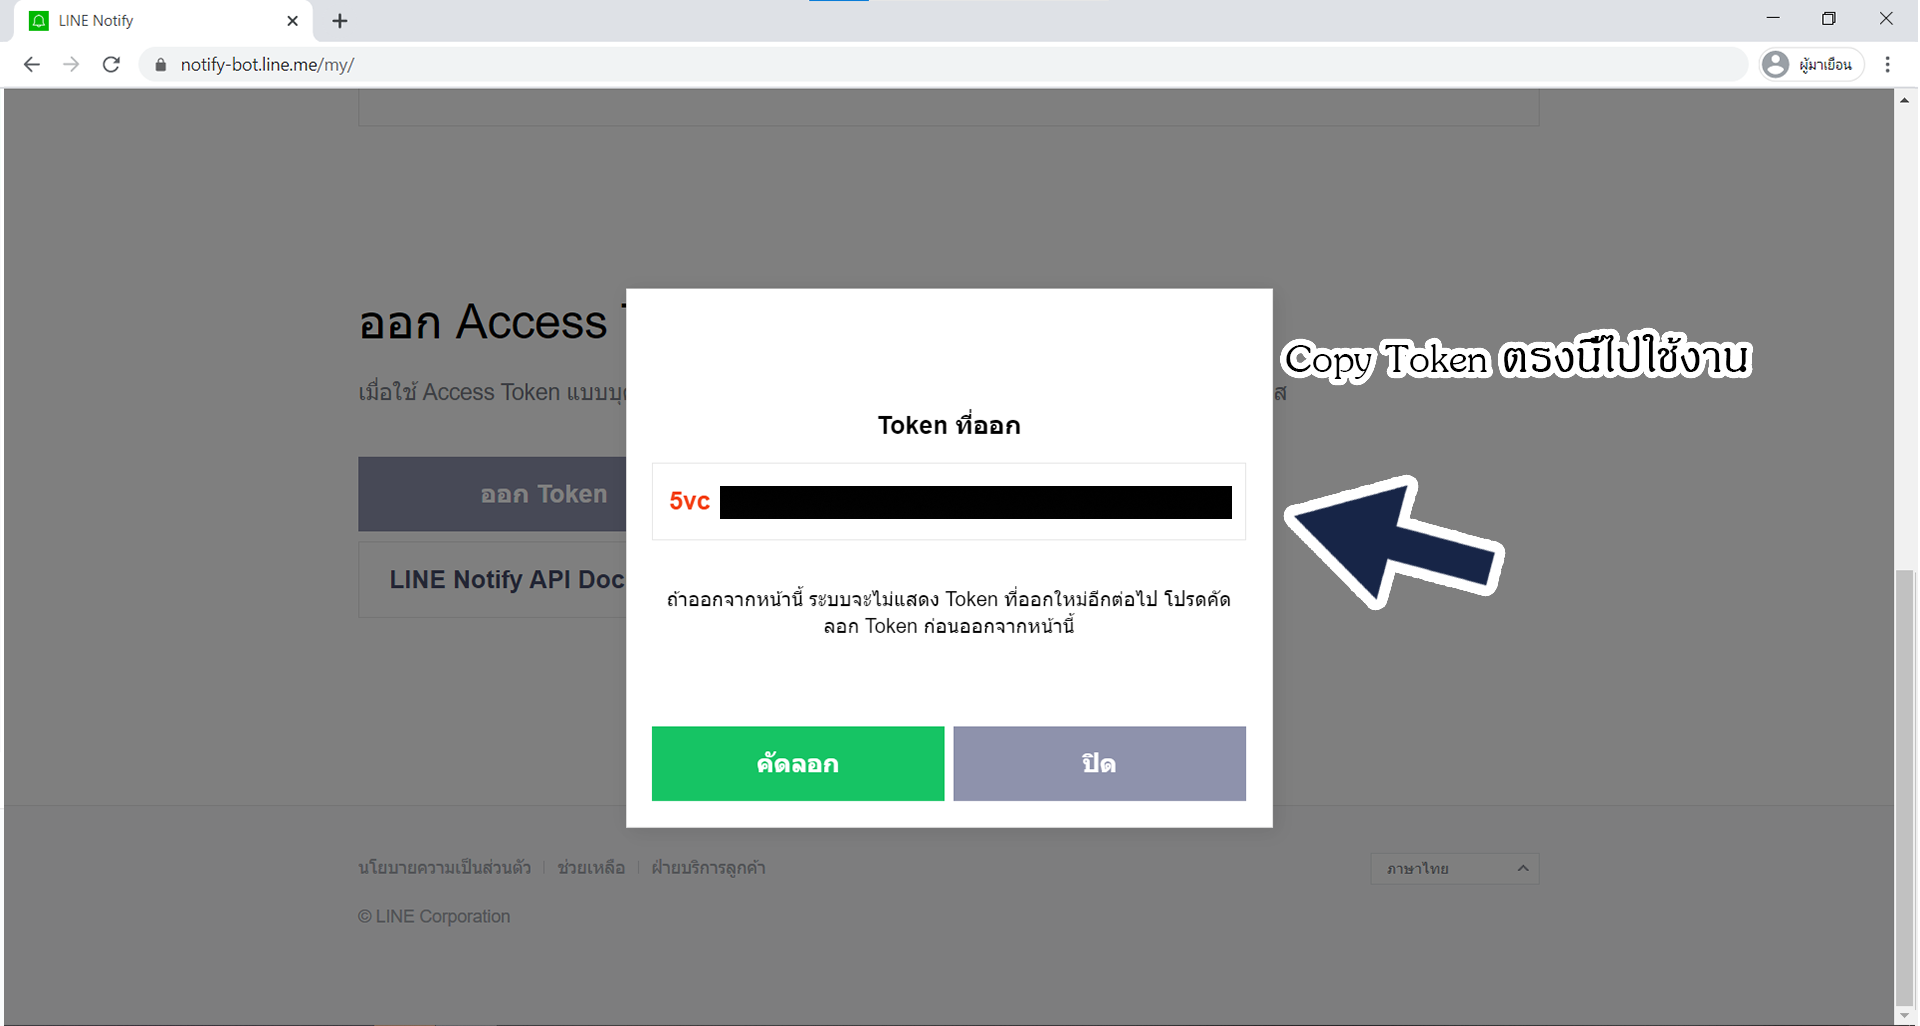 LINE Notify
notify-bot.line.me/my/
ผู้มาเยือน
ออก Access
เมื่อใช้ Access Token แบบบุ
ส
Copy Token ตรงนี้ไปใช้งาน
Token ที่ออก
5vc
ออก Token
LINE Notify API Doc
ถ้าออกจากหน้านี้ ระบบจะไม่แสดง Token ที่ออกใหม่อีกต่อไป โปรดคัด
ลอก Token ก่อนออกจากหน้านี้
คัดลอก
ปิด
นโยบายความเป็นส่วนตัว
ช่วยเหลือ
ฝ่ายบริการลูกค้า
ภาษาไทย
© LINE Corporation